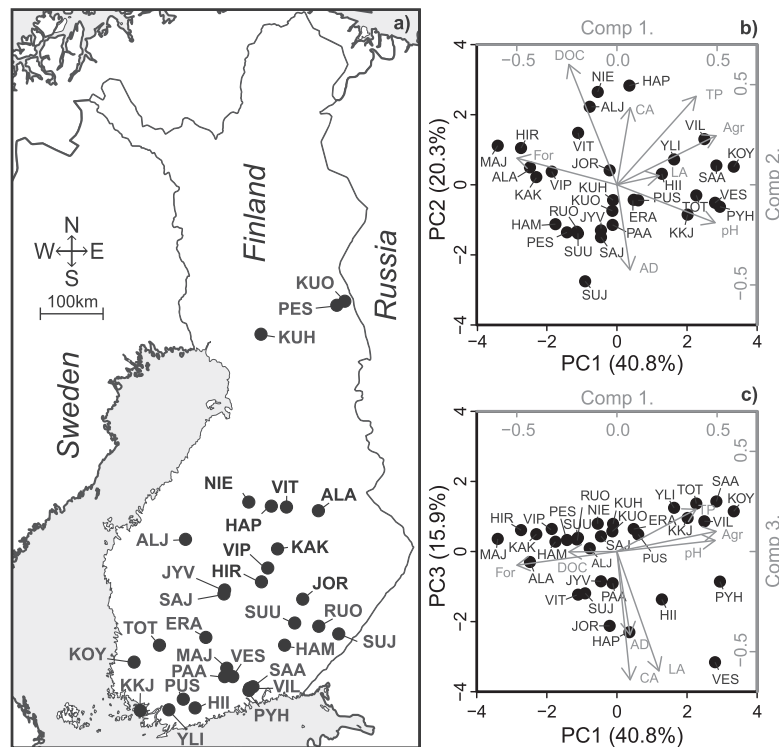 a)
Finland
Russia
Sweden
N
W E
S
100km
KUO
PES
KUH
NIE
VIT
ALA
HAP
ALJ
KAK
VIP
HIR
JYV
SAJ
JOR
SUU
RUO
ERA
TOT
SUJ
HAM
KOY
MAJ
VES
PAA
SAA
KKJ
PUS
HII
VIL
PYH
YLI
b)
Comp 1.
−0.5 0.0 0.5
4
2
0
−2
−4
PC2 (20.3%)
DOC
NIE
HAP
ALJ
CA
TP
0.5
HIR
VIT
VIL
Agr
MAJ
For
JOR
YLI
KOY
ALA
VIP
LA
SAA
KAK
KUH
HII
0.0
KUO
PUS
TOT
VES
HAM
RUO
JYV
ERA
PYH
PES
SUU
PAA
KKJ
pH
SAJ
AD
SUJ
−0.5
Comp 2.
−4 −2 0 2 4
PC1 (40.8%)
c)
Comp 1.
−0.5 0.0 0.5
4
2
0
−2
−4
PC3 (15.9%)
0.5
RUO
TOT
SAA
HIR
VIP
PES
NIE
KUH
YLI
KOY
SUU
KUO
ERA
TP
MAJ
KAK
HAM
SAJ
KKJ
VIL
Agr
ALJ
PUS
For
DOC
0.0
ALA
JYV
PAA
PYH
VIT
SUJ
HII
JOR
HAP
AD
LA
CA
VES
−0.5
Comp 3.
−4 −2 0 2 4
PC1 (40.8%)